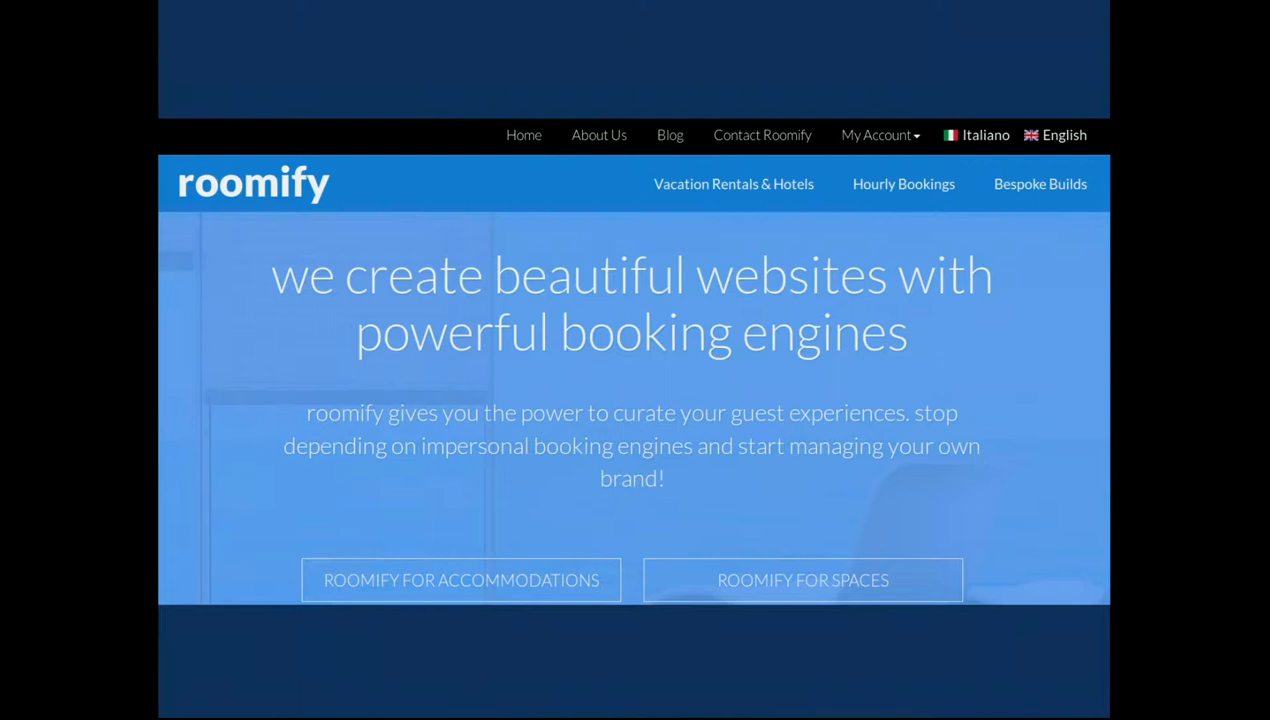 Home About Us Blog Contact Roomify My Account Italiano English
roomify Vacation Rentals & Hotels Hourly Bookings Bespoke Builds
we create beautiful websites with
powerful booking engines
roomify gives you the power to curate your guest experiences. stop
depending on impersonal booking engines and start managing your own
brand!
ROOMIFY FOR ACCOMMODATIONS ROOMIFY FOR SPACES